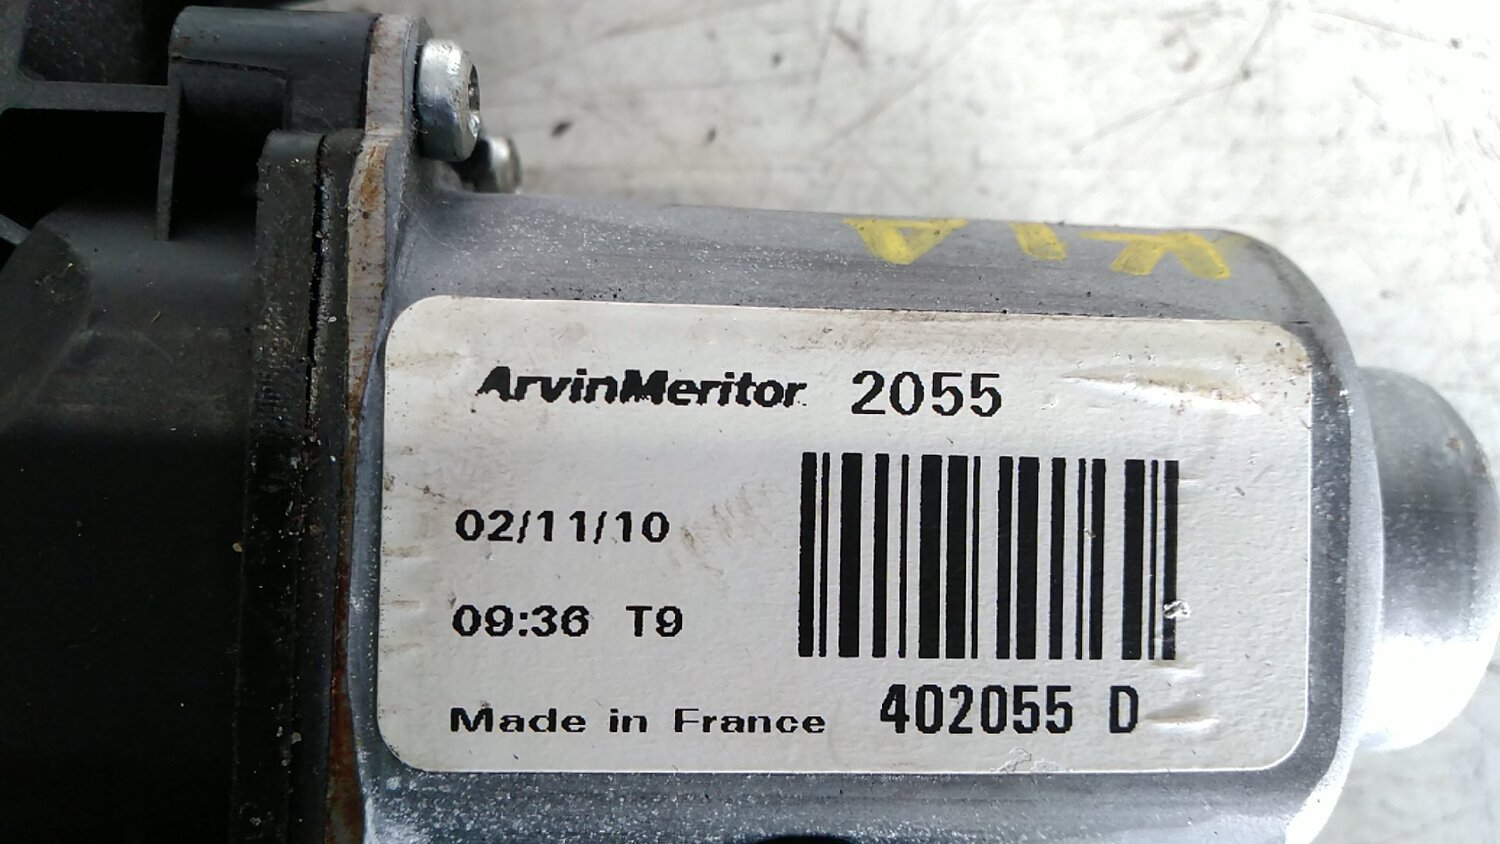 KIA
ArvinMeritor 2055
02/11/10
09:36 T9
Made in France 402055 D